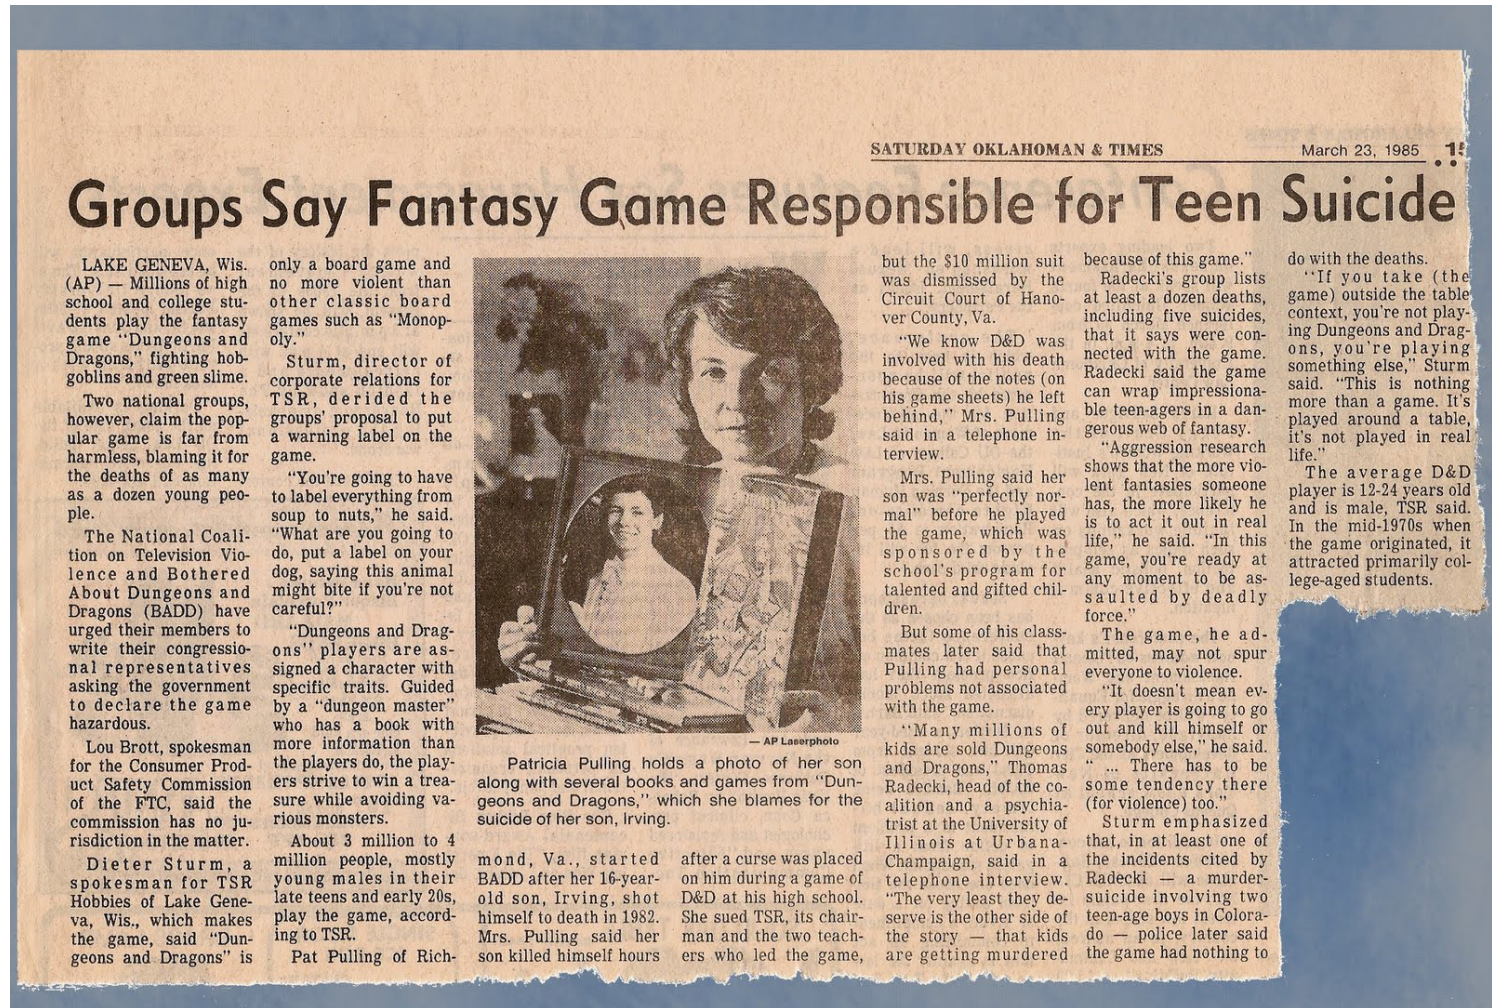 SATURDAY OKLAHOMAN & TIMES
March 23, 1985
Groups Say Fantasy Game Responsible for Teen Suicide
LAKE GENEVA, Wis.
(AP) — Millions of high
school and college stu-
dents play the fantasy
game "Dungeons and
Dragons," fighting hob-
goblins and green slime.
Two national groups,
however, claim the pop-
ular game is far from
harmless, blaming it for
the deaths of as many
as a dozen young peo-
ple.
The National Coali-
tion on Television Vio-
lence and Bothered
About Dungeons and
Dragons (BADD) have
urged their members to
write their congressio-
nal representatives
asking the government
to declare the game
hazardous.
Lou Brott, spokesman
for the Consumer Prod-
uct Safety Commission
of the FTC, said the
commission has no ju-
risdiction in the matter.
Dieter Sturm, a
spokesman for TSR
Hobbies of Lake Gene-
va, Wis., which makes
the game, said "Dun-
geons and Dragons" is
only a board game and
no more violent than
other classic board
games such as "Monop-
oly."
Sturm, director of
corporate relations for
TSR, derided the
groups' proposal to put
a warning label on the
game.
"You're going to have
to label everything from
soup to nuts," he said.
"What are you going to
do, put a label on your
dog, saying this animal
might bite if you're not
careful?"
"Dungeons and Drag-
ons" players are as-
signed a character with
specific traits. Guided
by a "dungeon master"
who has a book with
more information than
the players do, the play-
ers strive to win a trea-
sure while avoiding va-
rious monsters.
About 3 million to 4
million people, mostly
young males in their
late teens and early 20s,
play the game, accord-
ing to TSR.
Pat Pulling of Rich-
— AP Laserphoto
Patricia Pulling holds a photo of her son
along with several books and games from "Dun-
geons and Dragons," which she blames for the
suicide of her son, Irving.
mond, Va., started
BADD after her 16-year-
old son, Irving, shot
himself to death in 1982.
Mrs. Pulling said her
son killed himself hours
after a curse was placed
on him during a game of
D&D at his high school.
She sued TSR, its chair-
man and the two teach-
ers who led the game,
but the $10 million suit
was dismissed by the
Circuit Court of Hano-
ver County, Va.
"We know D&D was
involved with his death
because of the notes (on
his game sheets) he left
behind," Mrs. Pulling
said in a telephone in-
terview.
Mrs. Pulling said her
son was "perfectly nor-
mal" before he played
the game, which was
sponsored by the
school's program for
talented and gifted chil-
dren.
But some of his class-
mates later said that
Pulling had personal
problems not associated
with the game.
"Many millions of
kids are sold Dungeons
and Dragons," Thomas
Radecki, head of the co-
alition and a psychia-
trist at the University of
Illinois at Urbana-
Champaign, said in a
telephone interview.
"The very least they de-
serve is the other side of
the story — that kids
are getting murdered
because of this game."
Radecki's group lists
at least a dozen deaths,
including five suicides,
that it says were con-
nected with the game.
Radecki said the game
can wrap impressiona-
ble teen-agers in a dan-
gerous web of fantasy.
"Aggression research
shows that the more vio-
lent fantasies someone
has, the more likely he
is to act it out in real
life," he said. "In this
game, you're ready at
any moment to be as-
saulted by deadly
force."
The game, he ad-
mitted, may not spur
everyone to violence.
"It doesn't mean ev-
ery player is going to go
out and kill himself or
somebody else," he said.
" ... There has to be
some tendency there
(for violence) too."
Sturm emphasized
that, in at least one of
the incidents cited by
Radecki — a murder-
suicide involving two
teen-age boys in Colora-
do — police later said
the game had nothing to
do with the deaths.
"If you take (the
game) outside the table
context, you're not play-
ing Dungeons and Drag-
ons, you're playing
something else," Sturm
said. "This is nothing
more than a game. It's
played around a table,
it's not played in real
life."
The average D&D
player is 12-24 years old
and is male, TSR said.
In the mid-1970s when
the game originated, it
attracted primarily col-
lege-aged students.